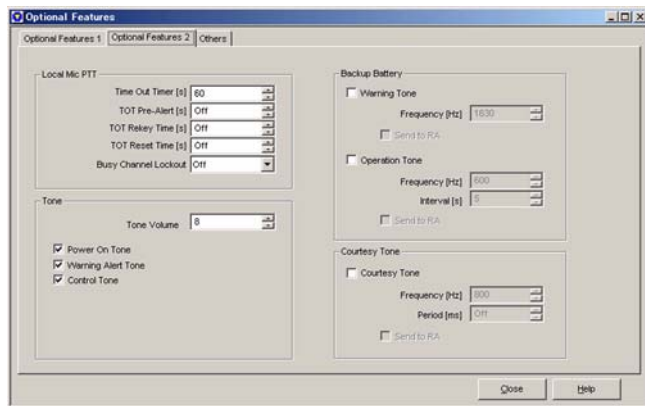 Optional Features
Optional Features 1 Optional Features 2 Others
Local Mic PTT
Time Out Timer [s] 60
TOT Pre-Alert [s] Off
TOT Rekey Time [s] Off
TOT Reset Time [s] Off
Busy Channel Lockout Off
Tone
Tone Volume 8
Power On Tone
Warning Alert Tone
Control Tone
Backup Battery
Warning Tone
Frequency [Hz] 1630
Send to RA
Operation Tone
Frequency [Hz] 600
Interval [s] 5
Send to RA
Courtesy Tone
Courtesy Tone
Frequency [Hz] 800
Period [ms] Off
Send to RA
Close Help